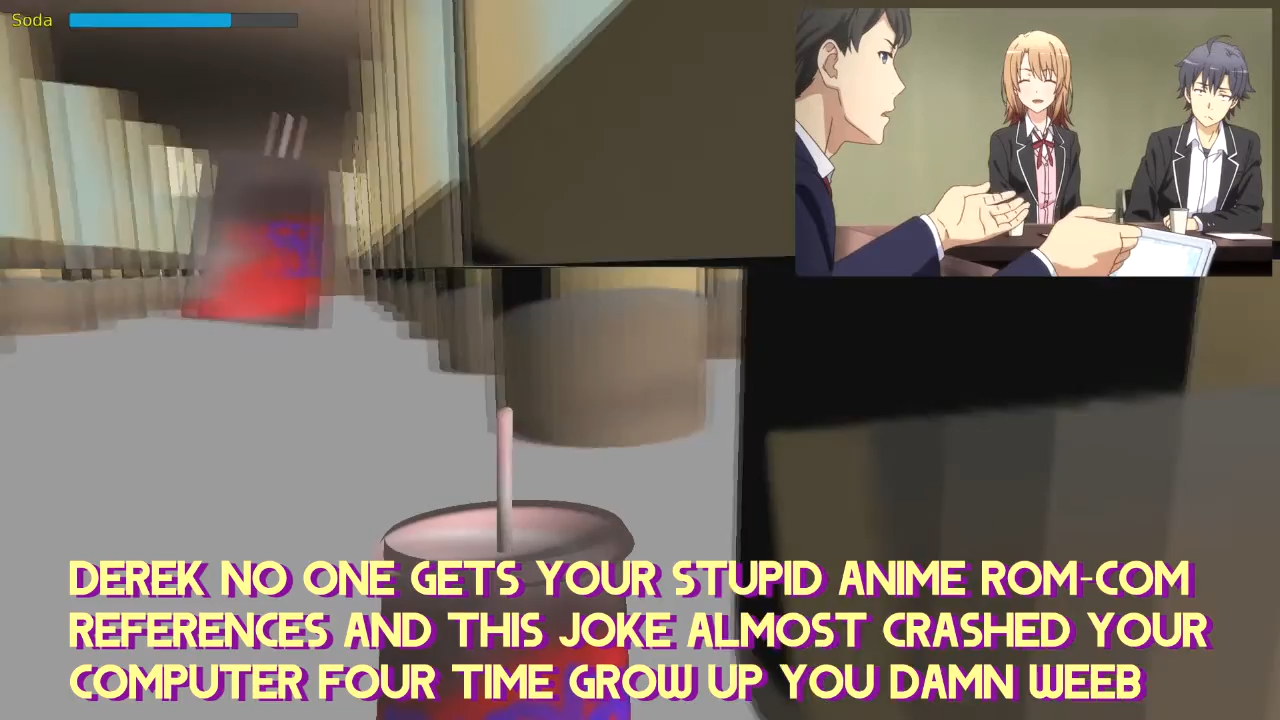 Soda
DEREK NO ONE GETS YOUR STUPID ANIME ROM-COM
REFERENCES AND THIS JOKE ALMOST CRASHED YOUR
COMPUTER FOUR TIME GROW UP YOU DAMN WEEB